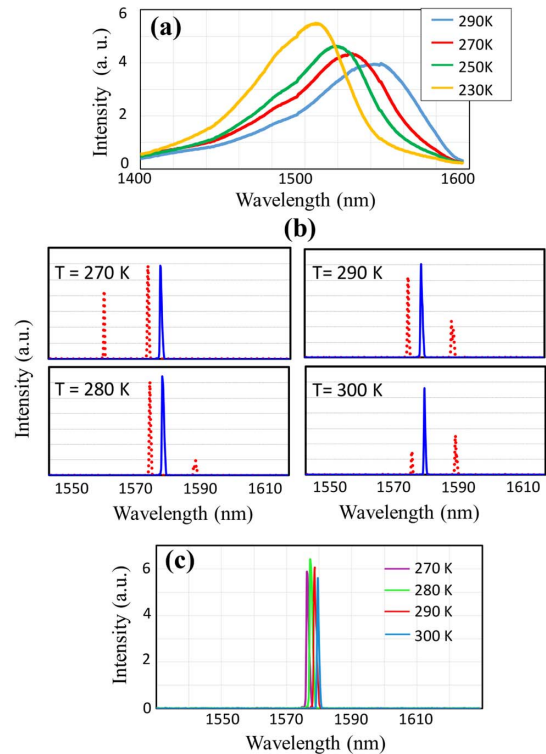 (a)
Intensity (a. u.)
6
4
2
0
1400
1500
1600
Wavelength (nm)
290K
270K
250K
230K
(b)
Intensity (a.u.)
T = 270 K
T = 290 K
T = 280 K
T = 300 K
1550 1570 1590 1610
1550 1570 1590 1610
Wavelength (nm)
Wavelength (nm)
(c)
Intensity (a.u.)
6
4
2
0
270 K
280 K
290 K
300 K
1550 1570 1590 1610
Wavelength (nm)